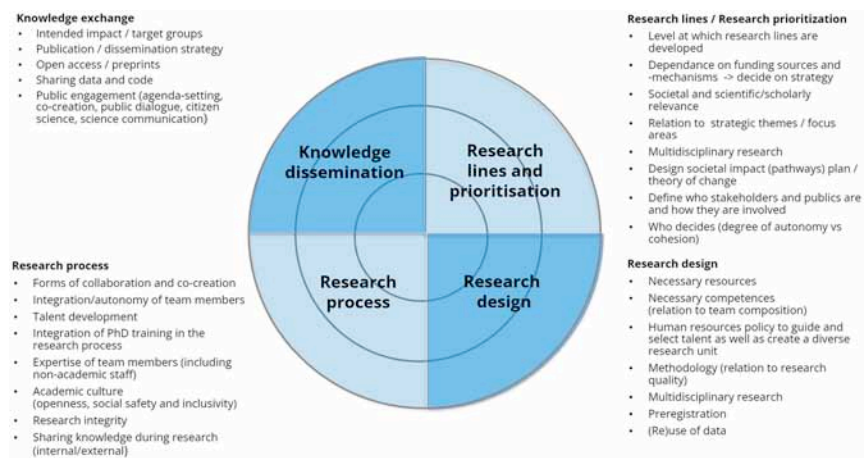 Knowledge exchange
• Intended impact / target groups
• Publication / dissemination strategy
• Open access / preprints
• Sharing data and code
• Public engagement (agenda-setting,
co-creation, public dialogue, citizen
science, science communication)
Research lines / Research prioritization
• Level at which research lines are
developed
• Dependance on funding sources and
-mechanisms -> decide on strategy
• Societal and scientific/scholarly
relevance
• Relation to strategic themes / focus
areas
• Multidisciplinary research
• Design societal impact (pathways) plan /
theory of change
• Define who stakeholders and publics are
and how they are involved
• Who decides (degree of autonomy vs
cohesion)
Knowledge
dissemination
Research
lines and
prioritisation
Research
process
Research
design
Research process
• Forms of collaboration and co-creation
• Integration/autonomy of team members
• Talent development
• Integration of PhD training in the
research process
• Expertise of team members (including
non-academic staff)
• Academic culture
(openness, social safety and inclusivity)
• Research integrity
• Sharing knowledge during research
(internal/external)
Research design
• Necessary resources
• Necessary competences
(relation to team composition)
• Human resources policy to guide and
select talent as well as create a diverse
research unit
• Methodology (relation to research
quality)
• Multidisciplinary research
• Preregistration
• (Re)use of data